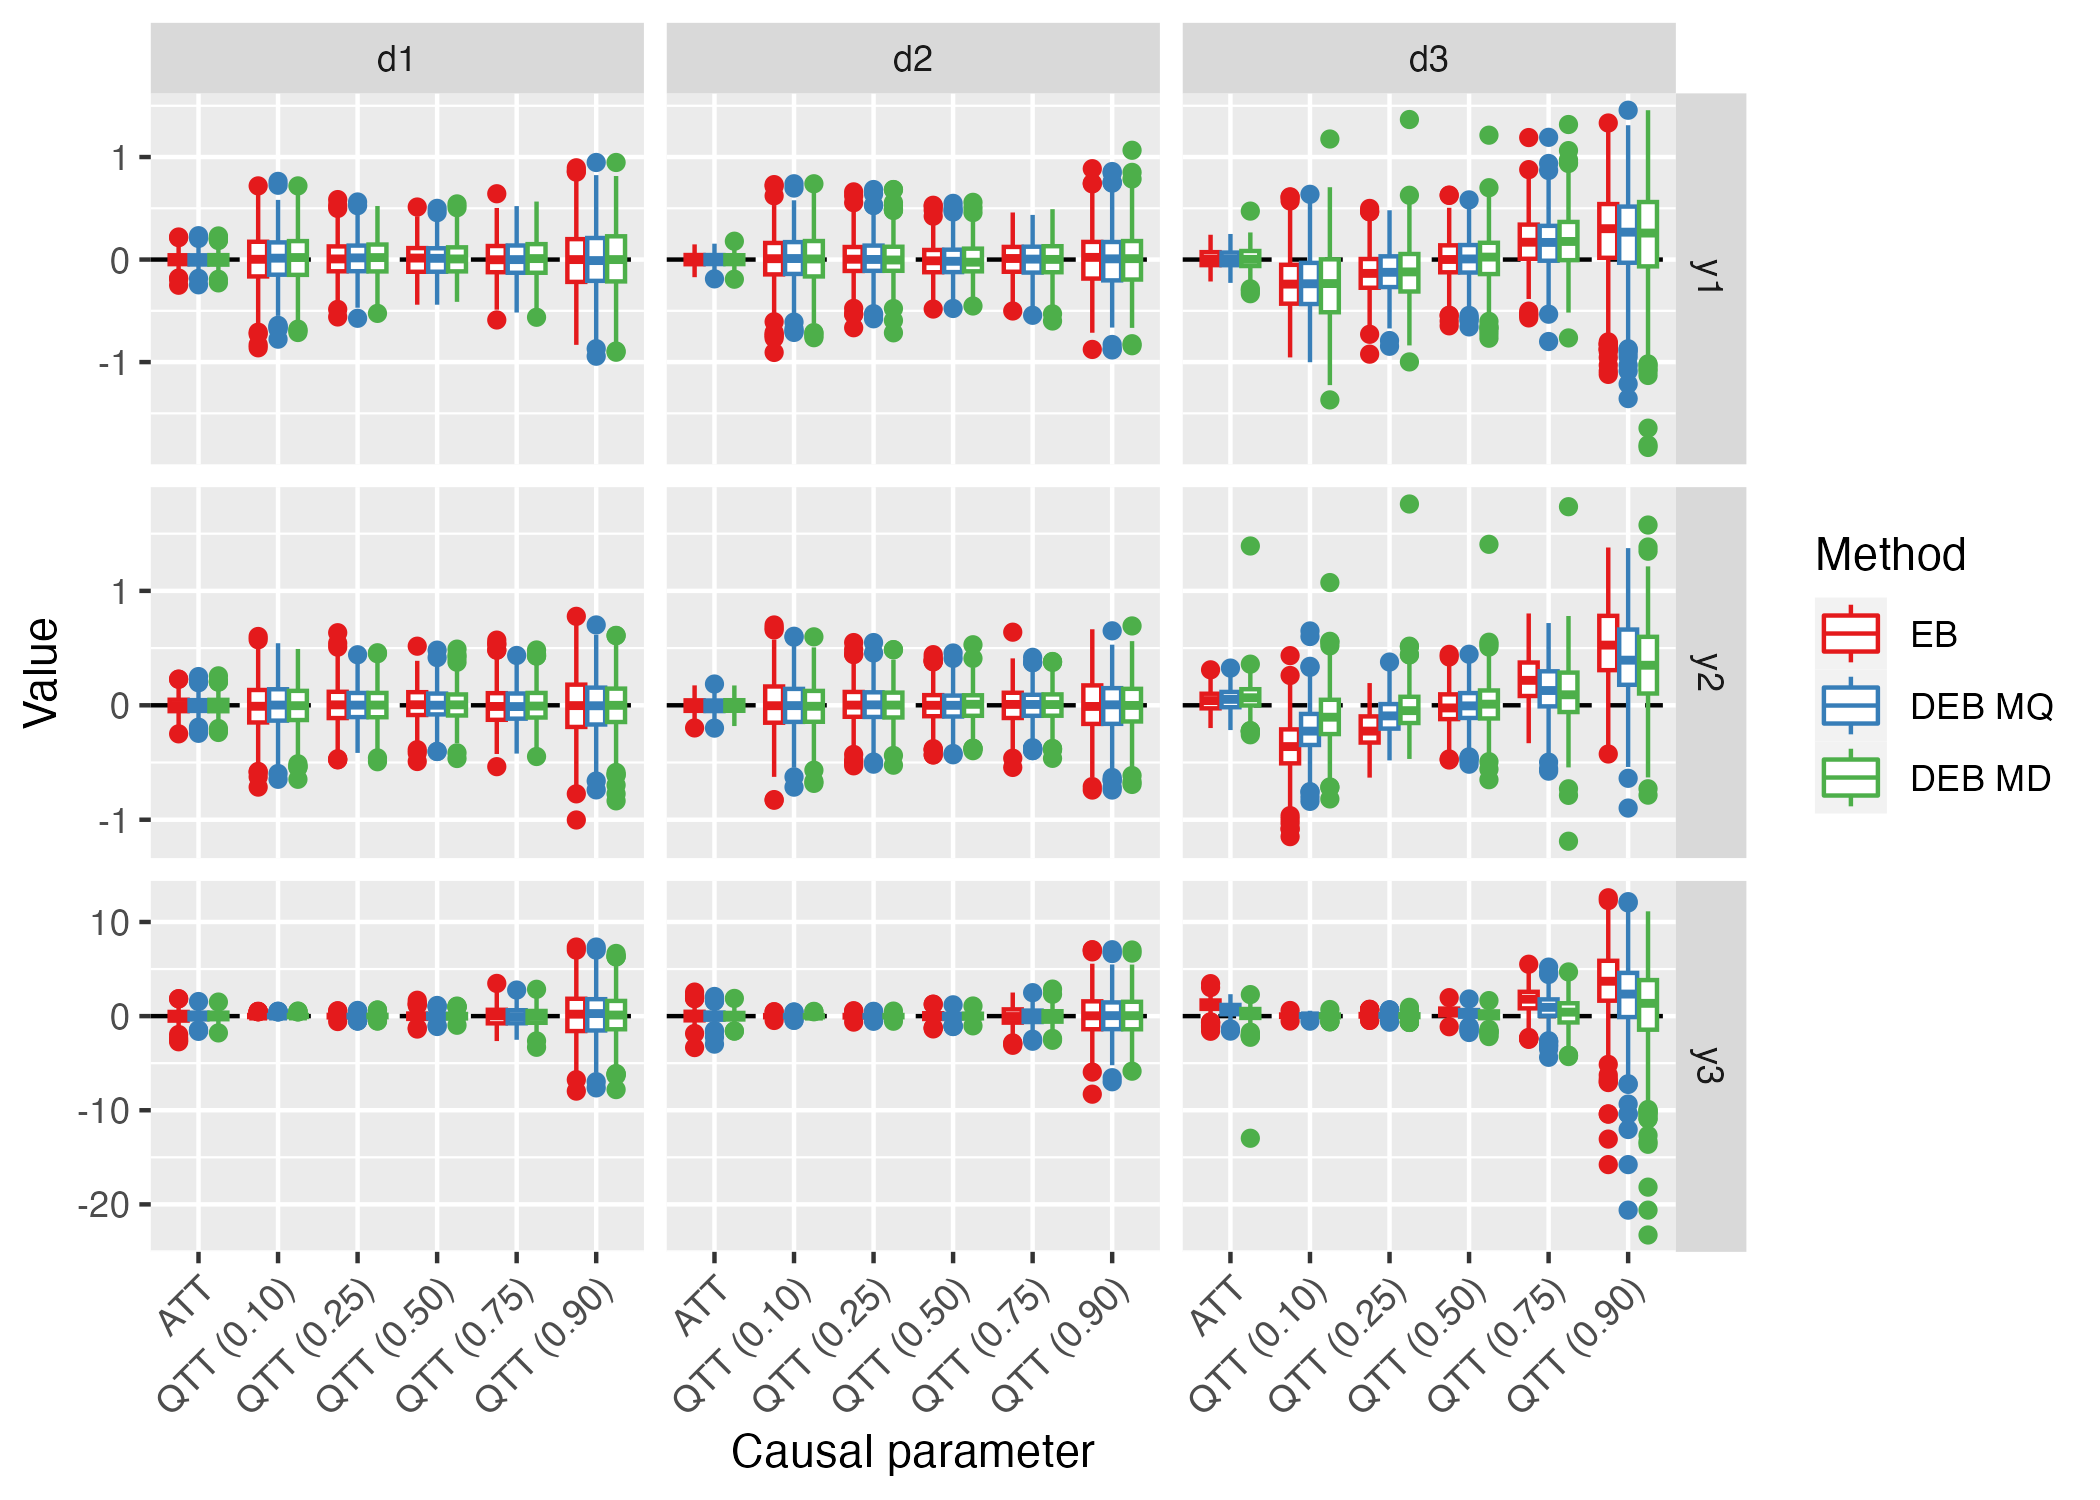 d1 d2 d3
1
0
-1
y1
1
0
-1
y2
10
0
-10
-20
y3
Value
ATT QTT (0.10) QTT (0.25) QTT (0.50) QTT (0.75) QTT (0.90)
ATT QTT (0.10) QTT (0.25) QTT (0.50) QTT (0.75) QTT (0.90)
ATT QTT (0.10) QTT (0.25) QTT (0.50) QTT (0.75) QTT (0.90)
Causal parameter
Method
EB
DEB MQ
DEB MD